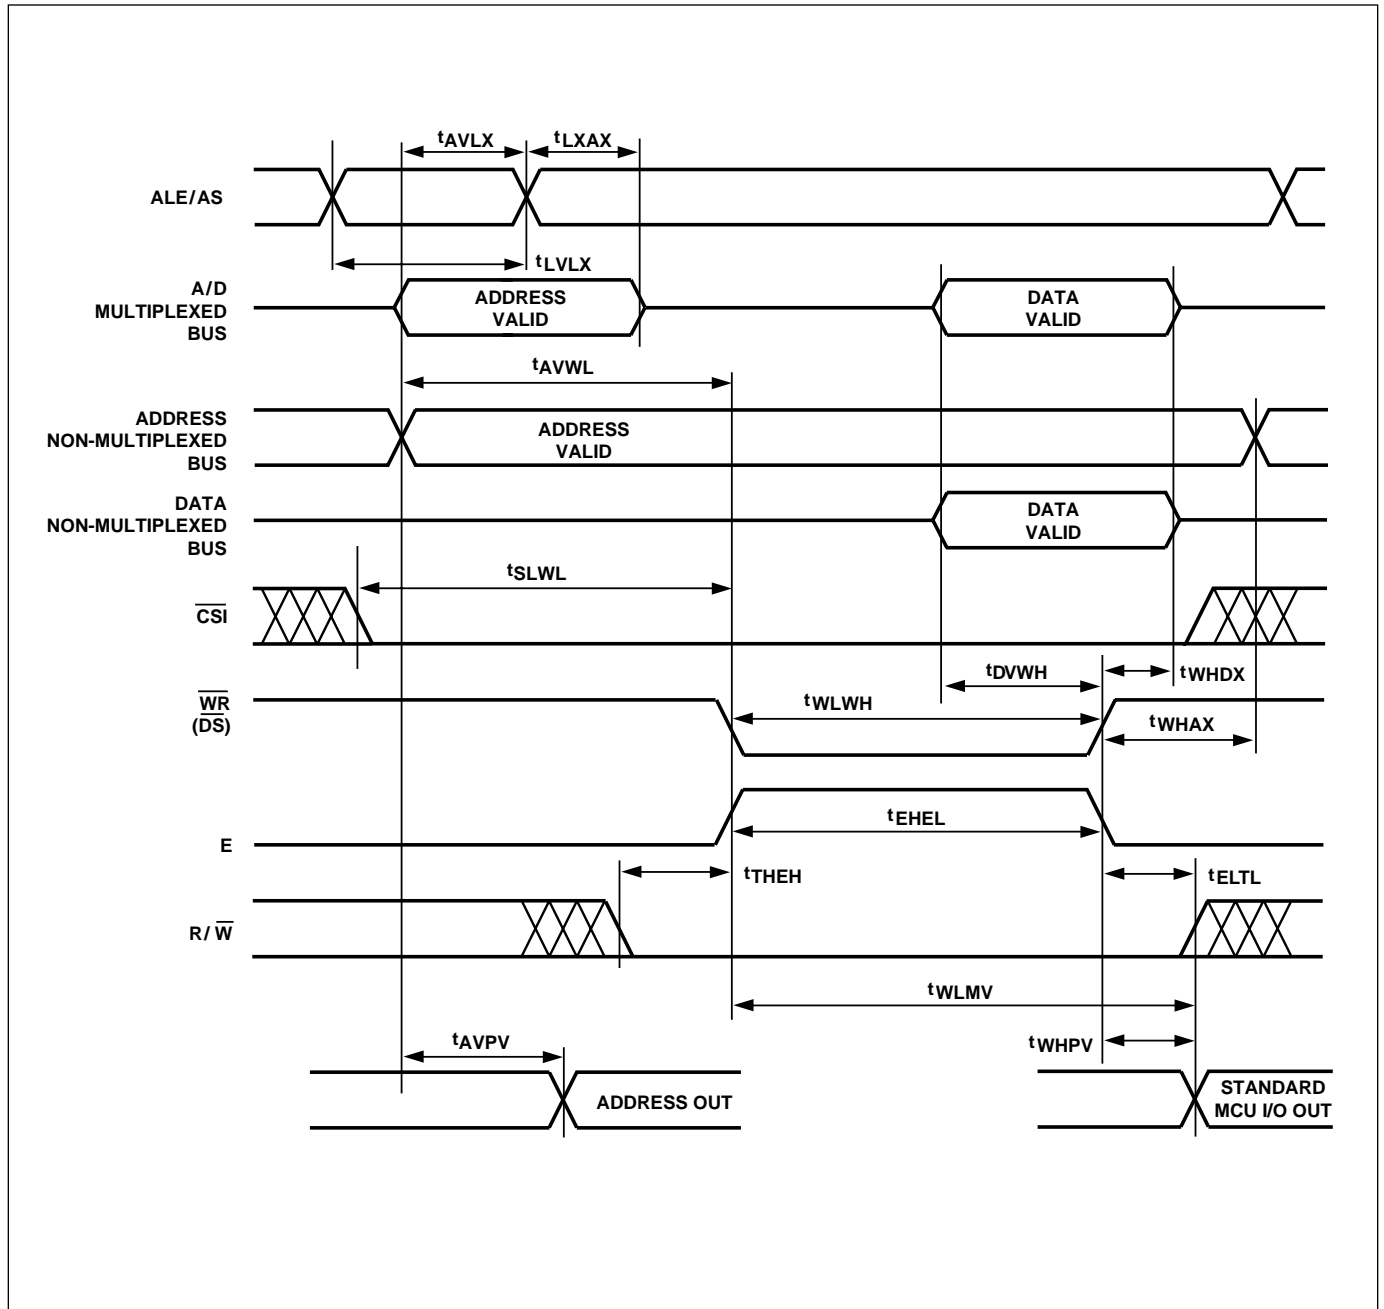 tAVLX tLXAX
ALE/AS
tLVLX
A/D
MULTIPLEXED
BUS
ADDRESS
VALID
DATA
VALID
tAVWL
ADDRESS
NON-MULTIPLEXED
BUS
ADDRESS
VALID
DATA
NON-MULTIPLEXED
BUS
DATA
VALID
tSLWL
CSI
tDVWH tWHDX
WR
(DS)
tWLWH
tWHAX
tEHEL
E
tTHEH
tELTL
R/W
tWLMV
tAVPV
tWHPV
ADDRESS OUT
STANDARD
MCU I/O OUT